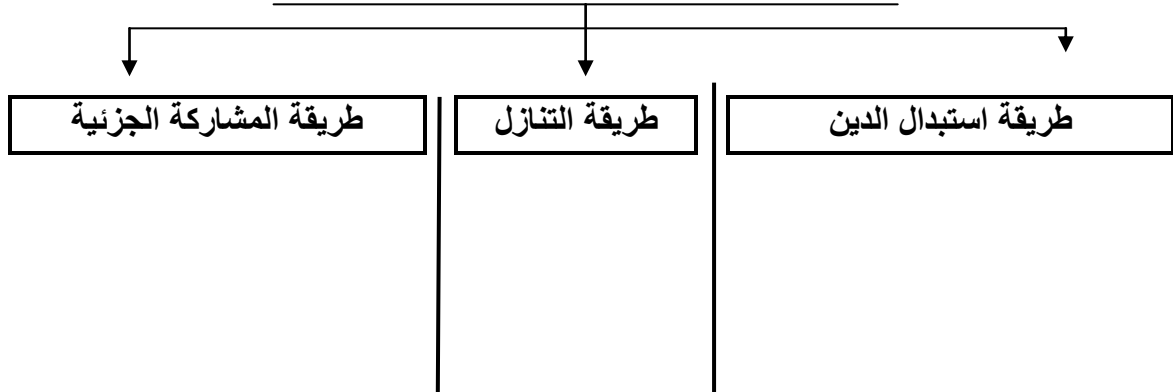 طريقة استبدال الدين
طريقة التنازل
طريقة المشاركة الجزئية